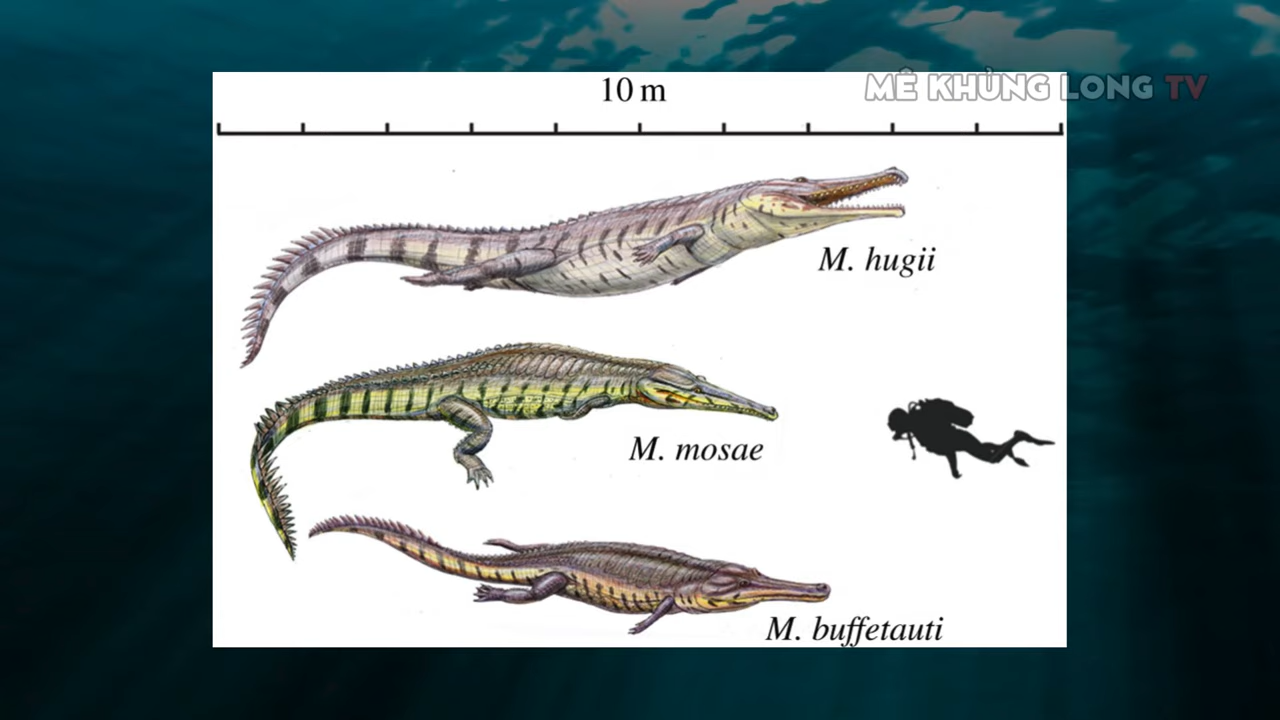 10 m
MÊ KHỦNG LONG TV
M. hugii
M. mosae
M. buffetauti